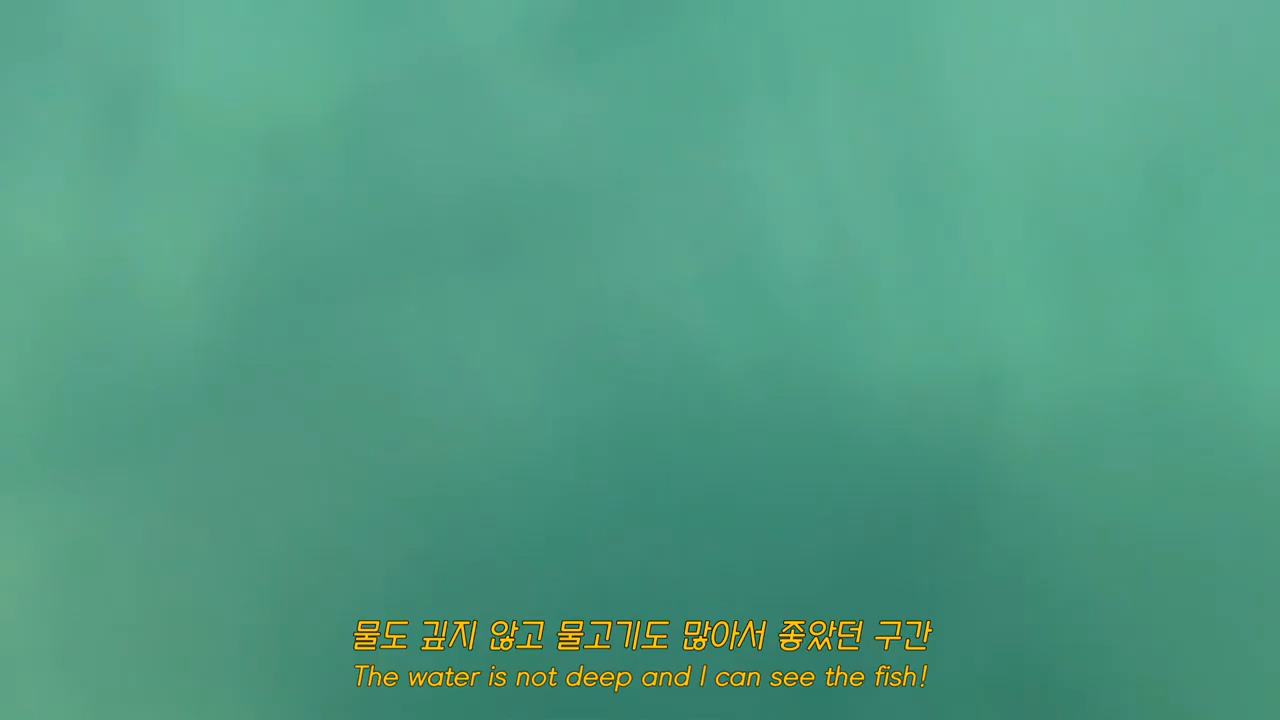 물도 깊지 않고 물고기도 많아서 좋았던 구간
The water is not deep and I can see the fish!